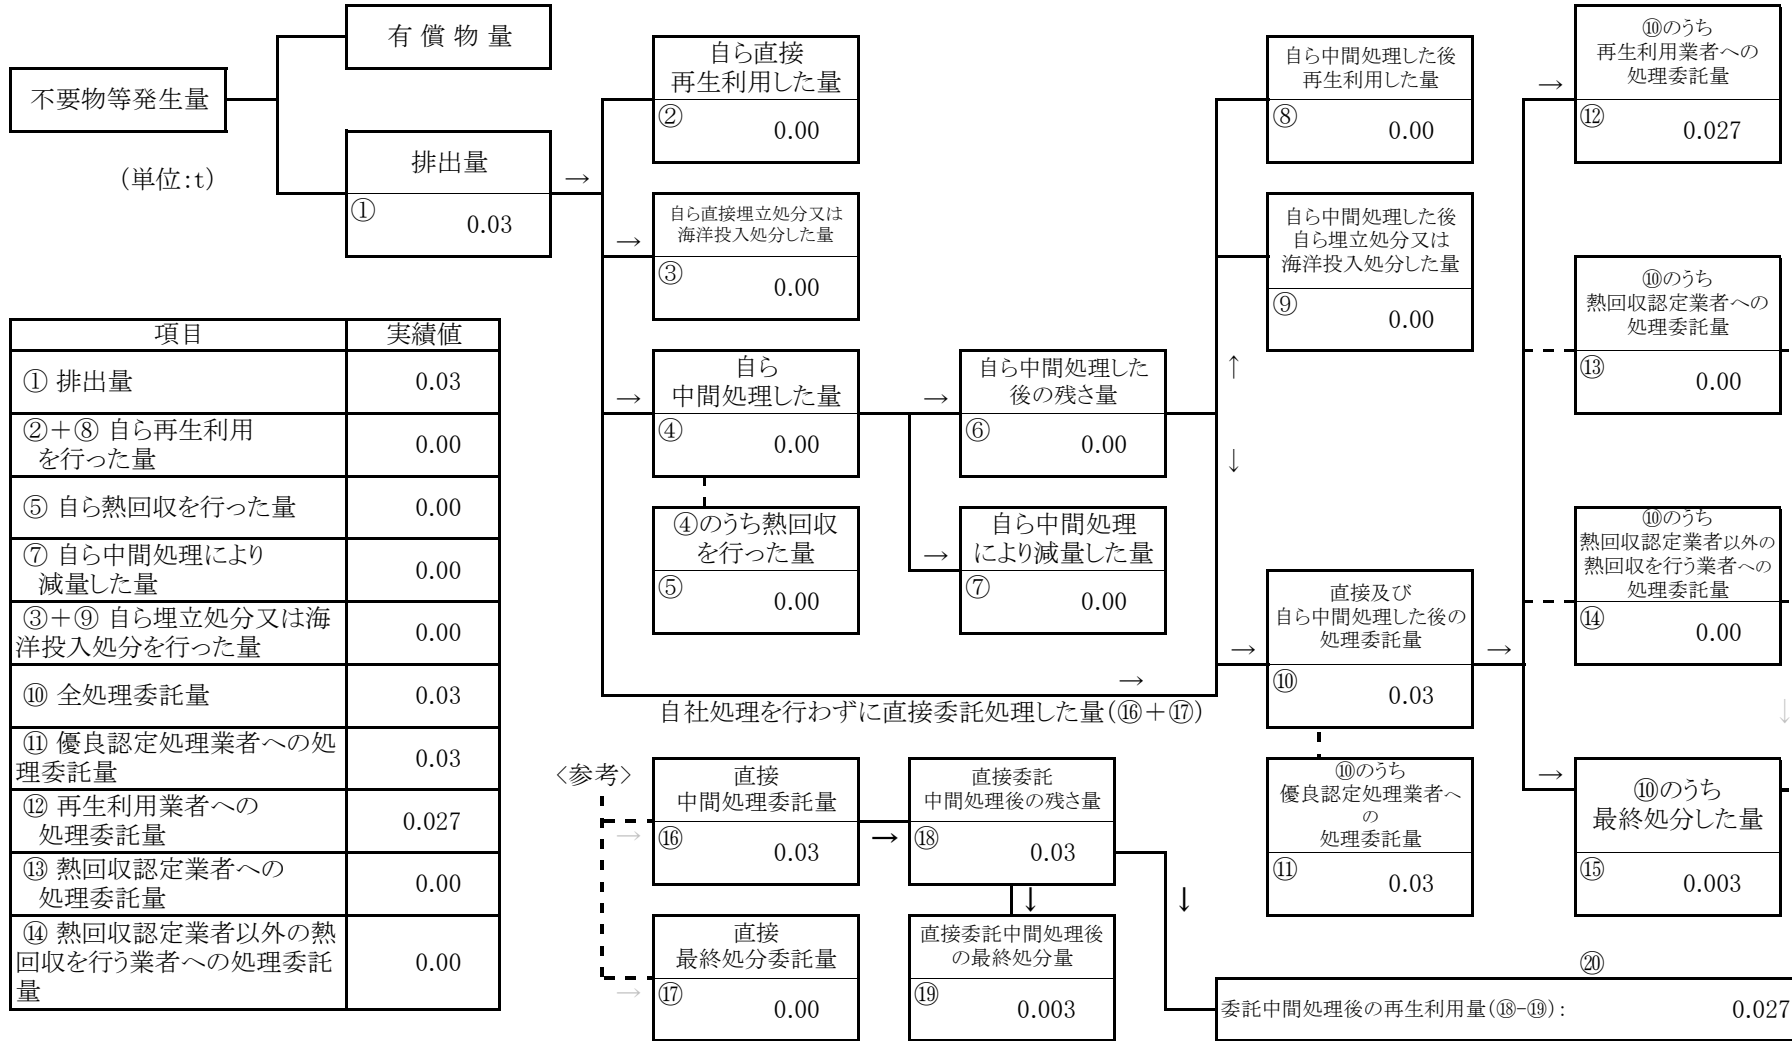 不要物等発生量
(単位:t)
有 償 物 量
排出量
①
0.03
→
自ら直接
再生利用した量
②
0.00
→
自ら直接埋立処分又は
海洋投入処分した量
③
0.00
→
自ら
中間処理した量
④
0.00
④のうち熱回収
を行った量
⑤
0.00
→
自ら中間処理した
後の残さ量
⑥
0.00
→
自ら中間処理
により減量した量
⑦
0.00
↑
↓
自ら中間処理した後
再生利用した量
⑧
0.00
自ら中間処理した後
自ら埋立処分又は
海洋投入処分した量
⑨
0.00
→
自社処理を行わずに直接委託処理した量(⑯+⑰)
→
直接及び
自ら中間処理した後の
処理委託量
⑩
0.03
→
⑩のうち
優良認定処理業者へ
の
処理委託量
⑪
0.03
→
⑩のうち
再生利用業者への
処理委託量
⑫
0.027
⑩のうち
熱回収認定業者への
処理委託量
⑬
0.00
⑩のうち
熱回収認定業者以外の
熱回収を行う業者への
処理委託量
⑭
0.00
↓
→
⑩のうち
最終処分した量
⑮
0.003
項目 実績値
① 排出量 0.03
②+⑧ 自ら再生利用
を行った量 0.00
⑤ 自ら熱回収を行った量 0.00
⑦ 自ら中間処理により
減量した量 0.00
③+⑨ 自ら埋立処分又は海
洋投入処分を行った量 0.00
⑩ 全処理委託量 0.03
⑪ 優良認定処理業者への処
理委託量 0.03
⑫ 再生利用業者への
処理委託量 0.027
⑬ 熱回収認定業者への
処理委託量 0.00
⑭ 熱回収認定業者以外の熱
回収を行う業者への処理委託
量 0.00
〈参考〉
→
直接
中間処理委託量
⑯
0.03
→
直接
最終処分委託量
⑰
0.00
→
直接委託
中間処理後の残さ量
⑱
0.03
↓
直接委託中間処理後
の最終処分量
⑲
0.003
↓
⑳
委託中間処理後の再生利用量(⑱-⑲): 0.027